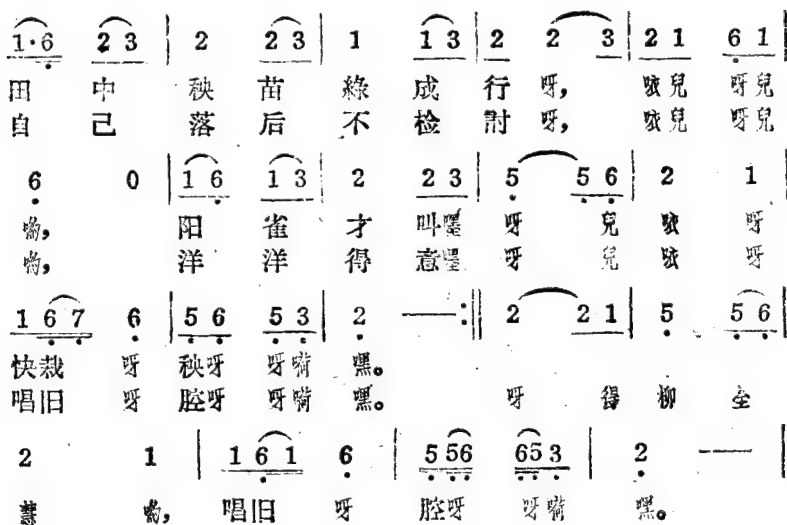 1·6 2 3 | 2 2 3 | 1 1 3 | 2 2 3 | 2 1 6 1 |
田 中 秧 苗 綠 成 行 呀, 咳兒 呀兒
自 己 落 后 不 检 討 呀, 咳兒 呀兒
6 0 | 1 6 1 3 | 2 2 3 | 5 5 6 | 2 1 |
喲, 阳 雀 才 叫嘿 呀 兒 咳 呀
喲, 洋 洋 得 意嘿 呀 兒 咳 呀
1 6 7 6 | 5 6 5 3 | 2 — :‖ 2 2 1 | 5 5 6 |
快栽 呀 秧呀 呀嗬 嘿。
唱旧 呀 腔呀 呀嗬 嘿。 呀 得 柳
2 1 | 1 6 1 6 | 5 56 65 3 | 2 — |
喲, 唱旧 呀 腔呀 呀嗬 嘿。